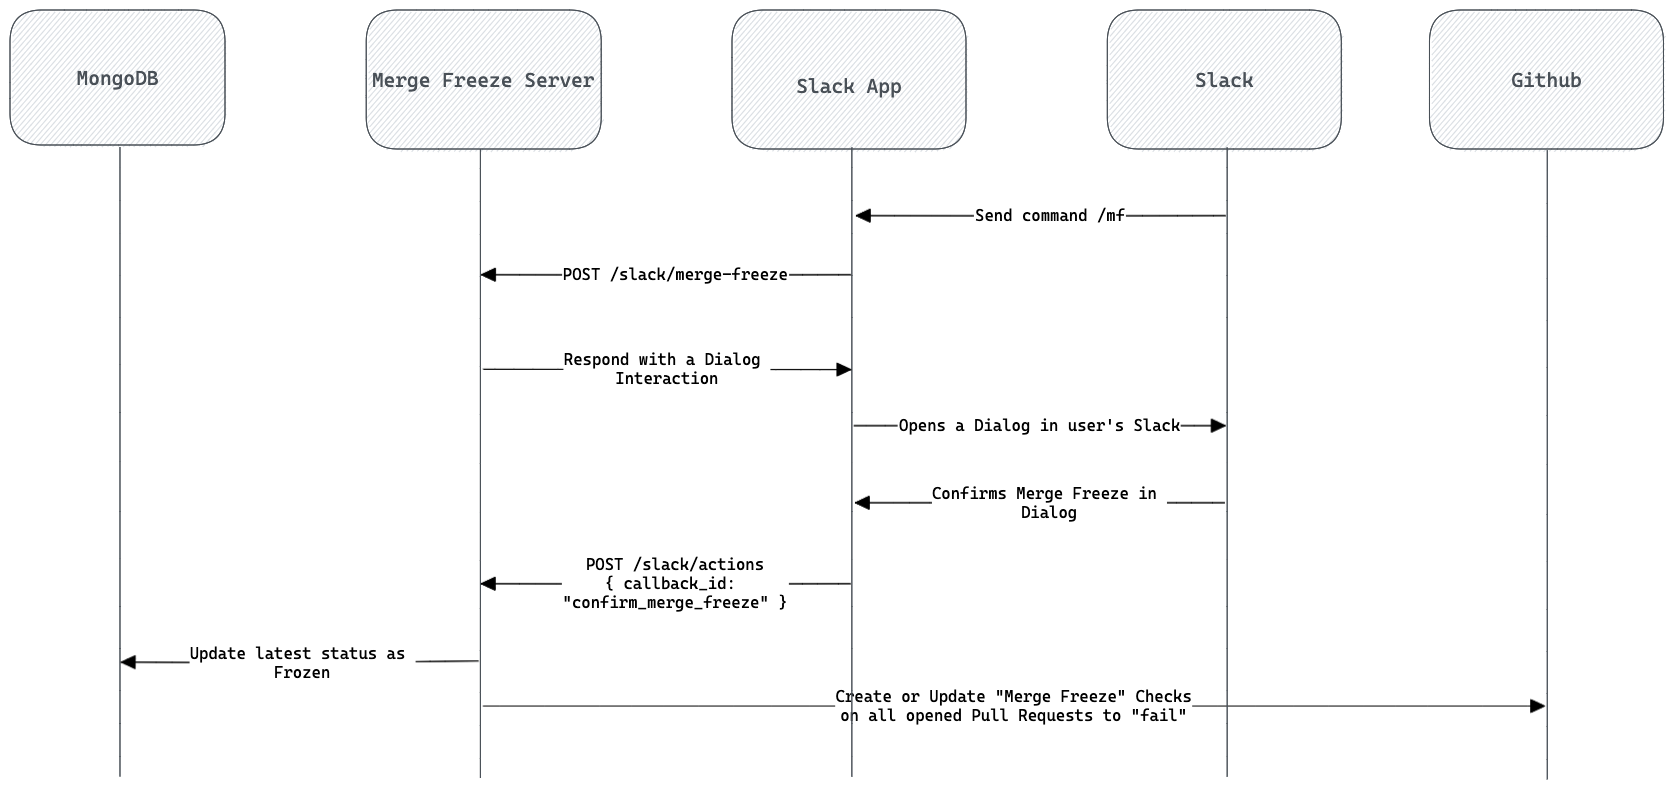 MongoDB
Merge Freeze Server
Slack App
Slack
Github
Send command /mf
POST /slack/merge-freeze
Respond with a Dialog
Interaction
Opens a Dialog in user's Slack
Confirms Merge Freeze in
Dialog
POST /slack/actions
{ callback_id:
"confirm_merge_freeze" }
Update latest status as
Frozen
Create or Update "Merge Freeze" Checks
on all opened Pull Requests to "fail"